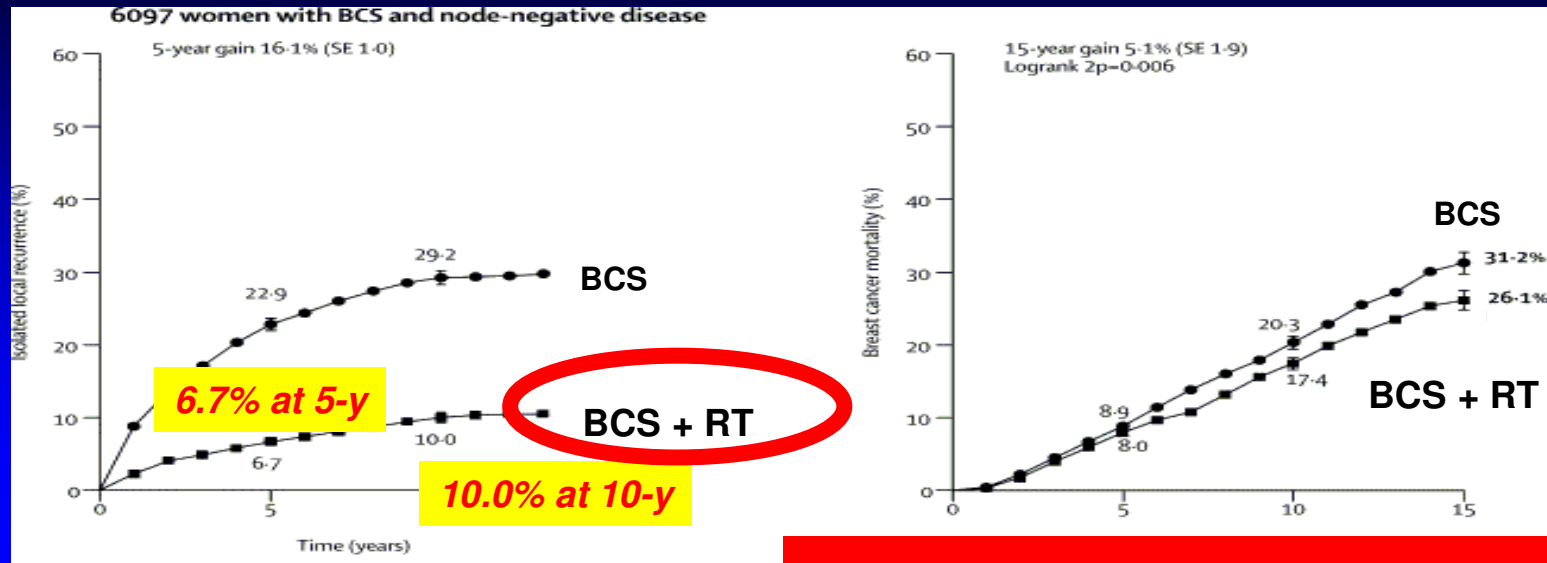 6097 women with BCS and node-negative disease
5-year gain 16·1% (SE 1·0)
60
50
40
30
20
10
0
Isolated local recurrence (%)
22·9
29·2
BCS
6.7% at 5-y
6·7
10·0
BCS + RT
10.0% at 10-y
0
5
Time (years)
15-year gain 5·1% (SE 1·9)
Logrank 2p=0·006
60
50
40
30
20
10
0
Breast cancer mortality (%)
BCS
31·2%
26·1%
20·3
17·4
BCS + RT
8·9
8·0
0
5
10
15